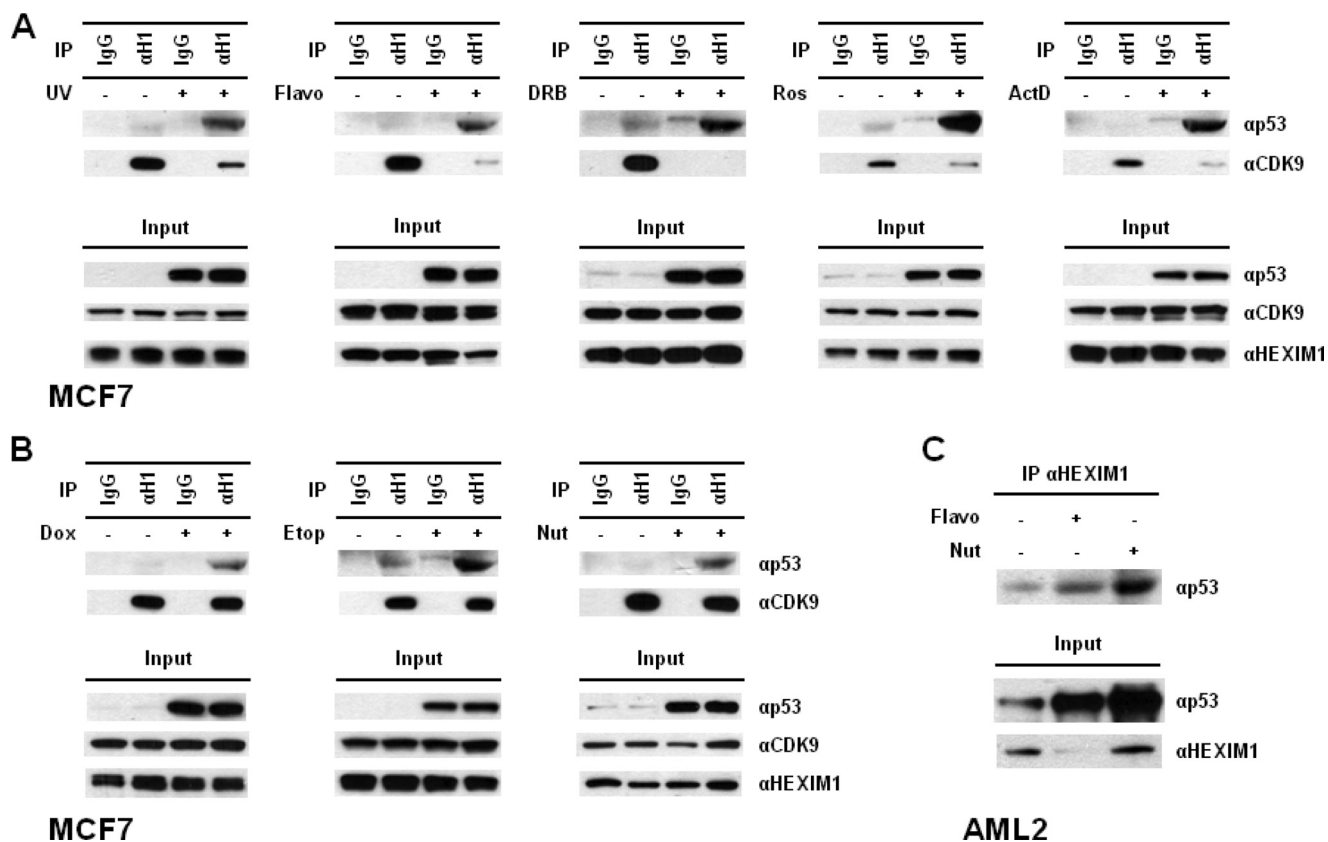 A
IP IgG αH1 IgG αH1
UV - - + +
IP IgG αH1 IgG αH1
Flavo - - + +
IP IgG αH1 IgG αH1
DRB - - + +
IP IgG αH1 IgG αH1
Ros - - + +
IP IgG αH1 IgG αH1
ActD - - + +
αp53
αCDK9
Input Input Input Input Input
αp53
αCDK9
αHEXIM1
MCF7
B
IP IgG αH1 IgG αH1
Dox - - + +
IP IgG αH1 IgG αH1
Etop - - + +
IP IgG αH1 IgG αH1
Nut - - + +
αp53
αCDK9
Input Input Input
αp53
αCDK9
αHEXIM1
MCF7
C
IP αHEXIM1
Flavo - + -
Nut - - +
αp53
Input
αp53
αHEXIM1
AML2